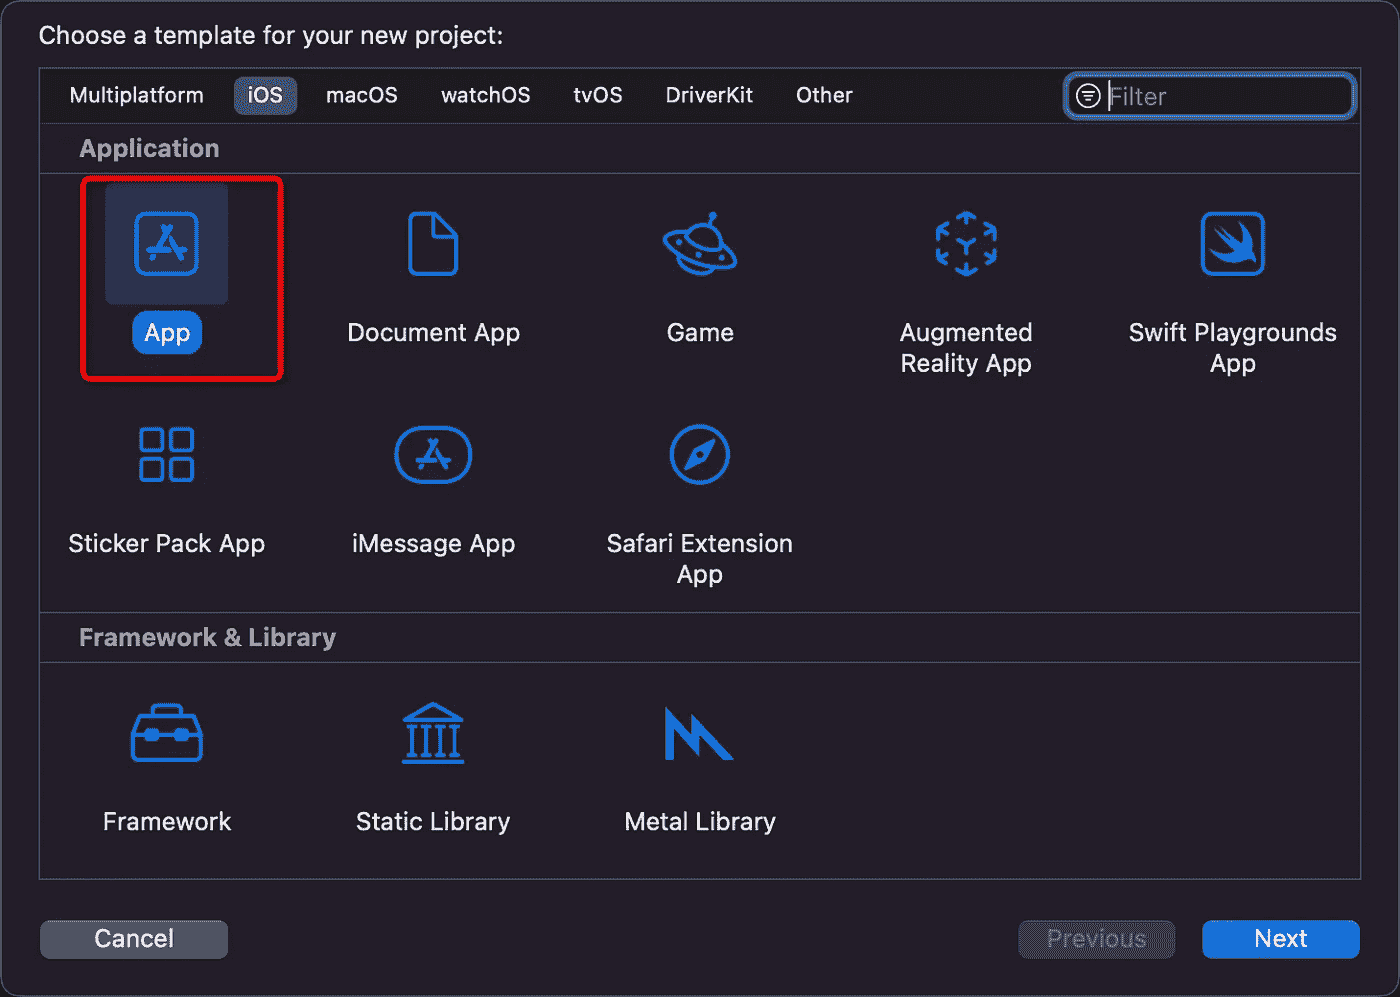 Choose a template for your new project:
Multiplatform iOS macOS watchOS tvOS DriverKit Other Filter
Application
App Document App Game Augmented Reality App Swift Playgrounds App
Sticker Pack App iMessage App Safari Extension App
Framework & Library
Framework Static Library Metal Library
Cancel Previous Next